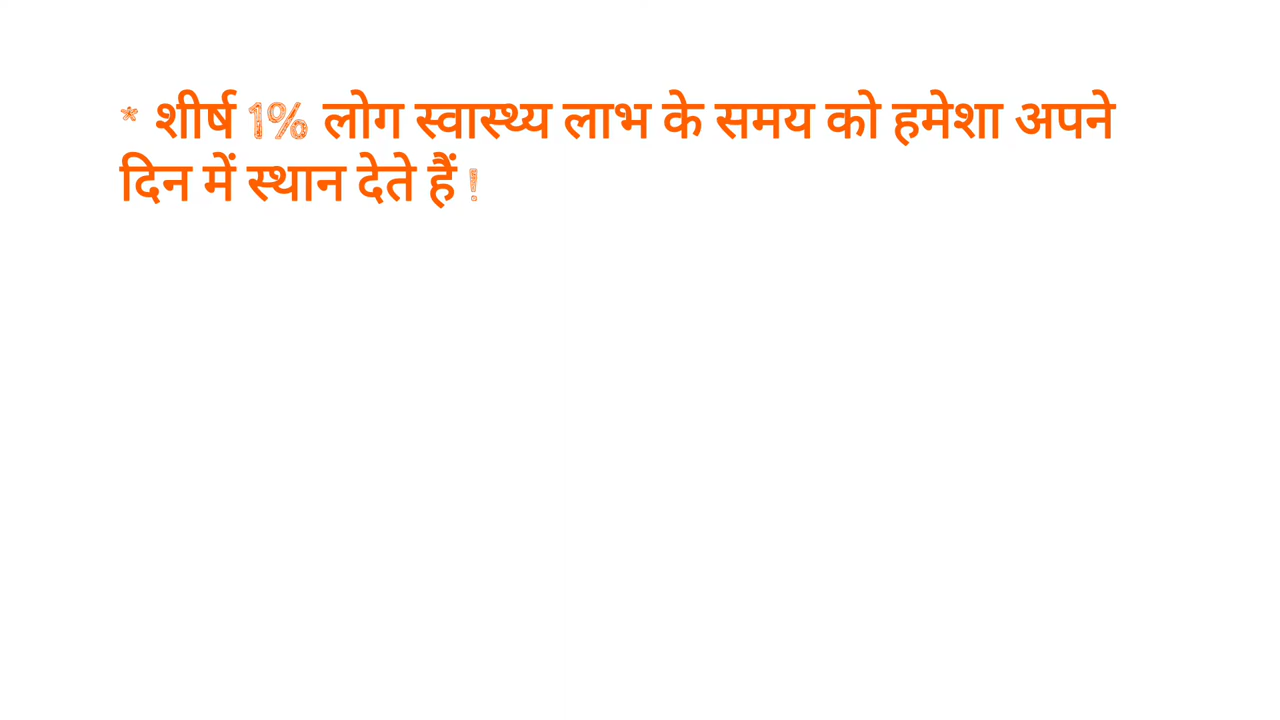 * शीर्ष 1% लोग स्वास्थ्य लाभ के समय को हमेशा अपने
दिन में स्थान देते हैं !